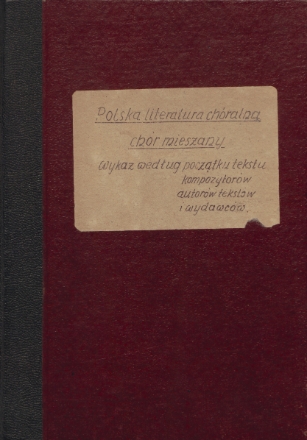 Polska literatura chóralna
chór mieszany
Wykaz według początku tekstu
kompozytorów
autorów tekstów
i wydawców.